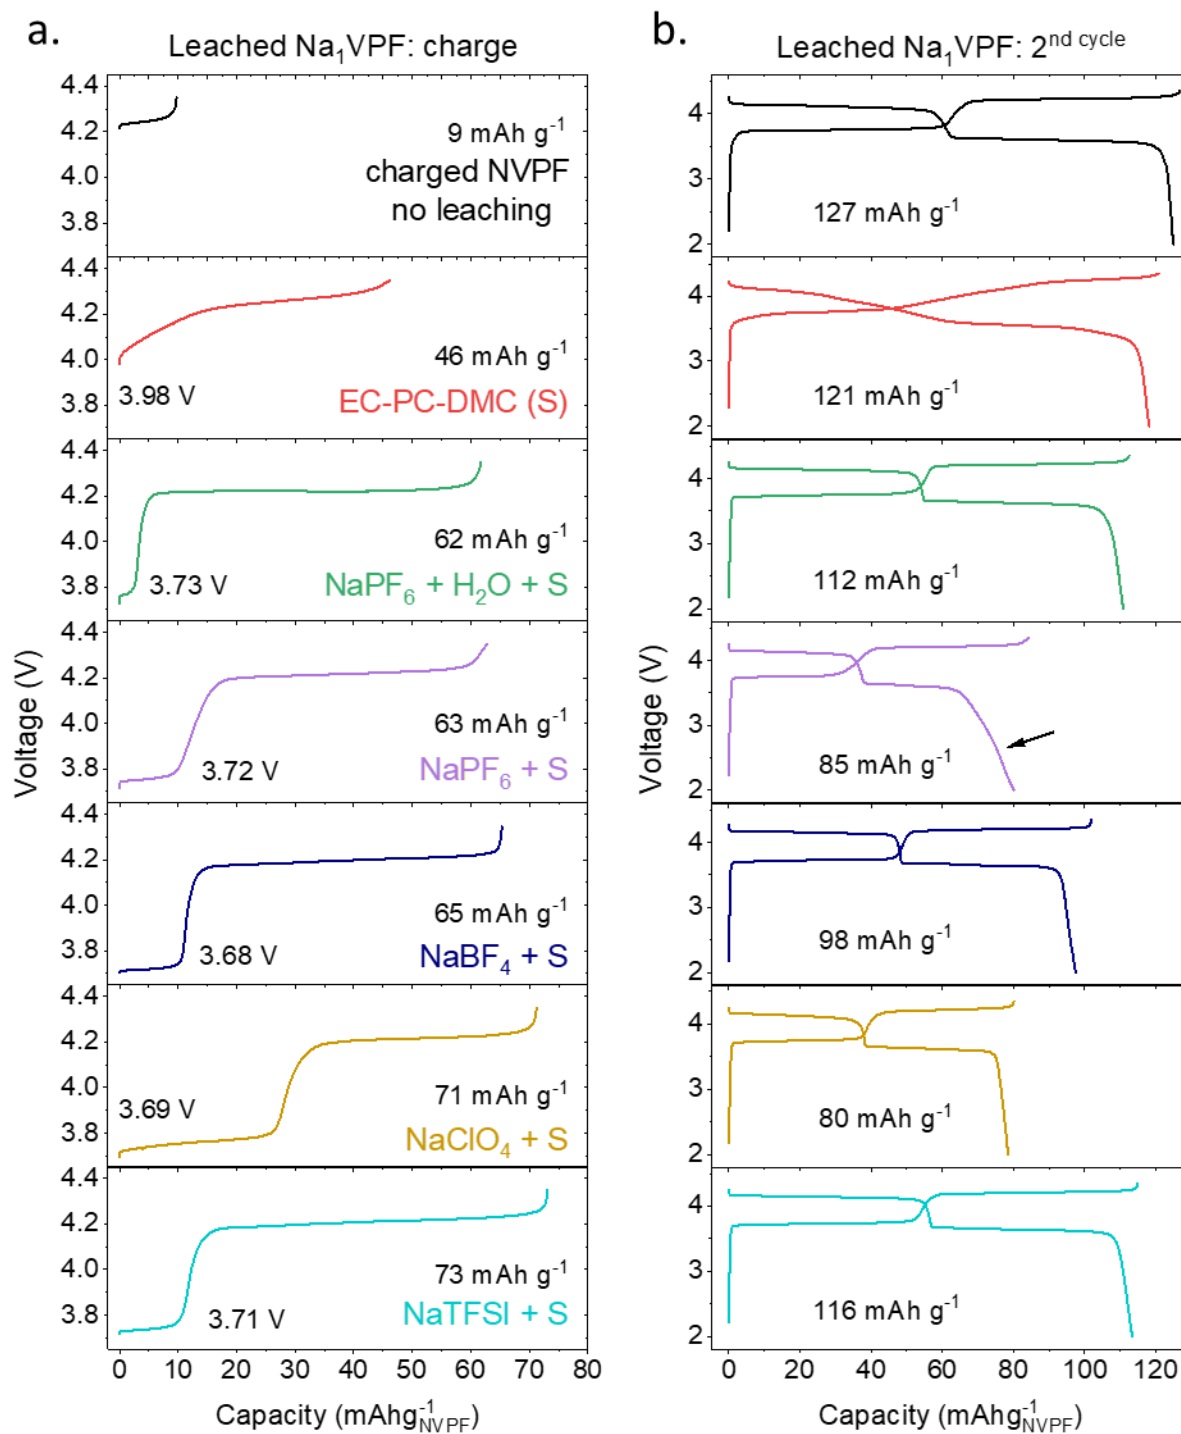 a.
Leached Na₁VPF: charge
4.4
4.2
4.0
3.8
9 mAh g⁻¹
charged NVPF
no leaching
4.4
4.2
4.0
3.8
46 mAh g⁻¹
3.98 V
EC-PC-DMC (S)
4.4
4.2
4.0
3.8
62 mAh g⁻¹
3.73 V
NaPF₆ + H₂O + S
4.4
4.2
4.0
3.8
63 mAh g⁻¹
3.72 V
NaPF₆ + S
4.4
4.2
4.0
3.8
65 mAh g⁻¹
3.68 V
NaBF₄ + S
4.4
4.2
4.0
3.8
71 mAh g⁻¹
3.69 V
NaClO₄ + S
4.4
4.2
4.0
3.8
73 mAh g⁻¹
3.71 V
NaTFSI + S
0 10 20 30 40 50 60 70 80
Voltage (V)
Capacity (mAhg⁻¹NVPF)
b.
Leached Na₁VPF: 2ⁿᵈ ᶜʸᶜˡᵉ
4
3
2
127 mAh g⁻¹
4
3
2
121 mAh g⁻¹
4
3
2
112 mAh g⁻¹
4
3
2
85 mAh g⁻¹
4
3
2
98 mAh g⁻¹
4
3
2
80 mAh g⁻¹
4
3
2
116 mAh g⁻¹
0 40 80 120
Voltage (V)
Capacity (mAhg⁻¹NVPF)